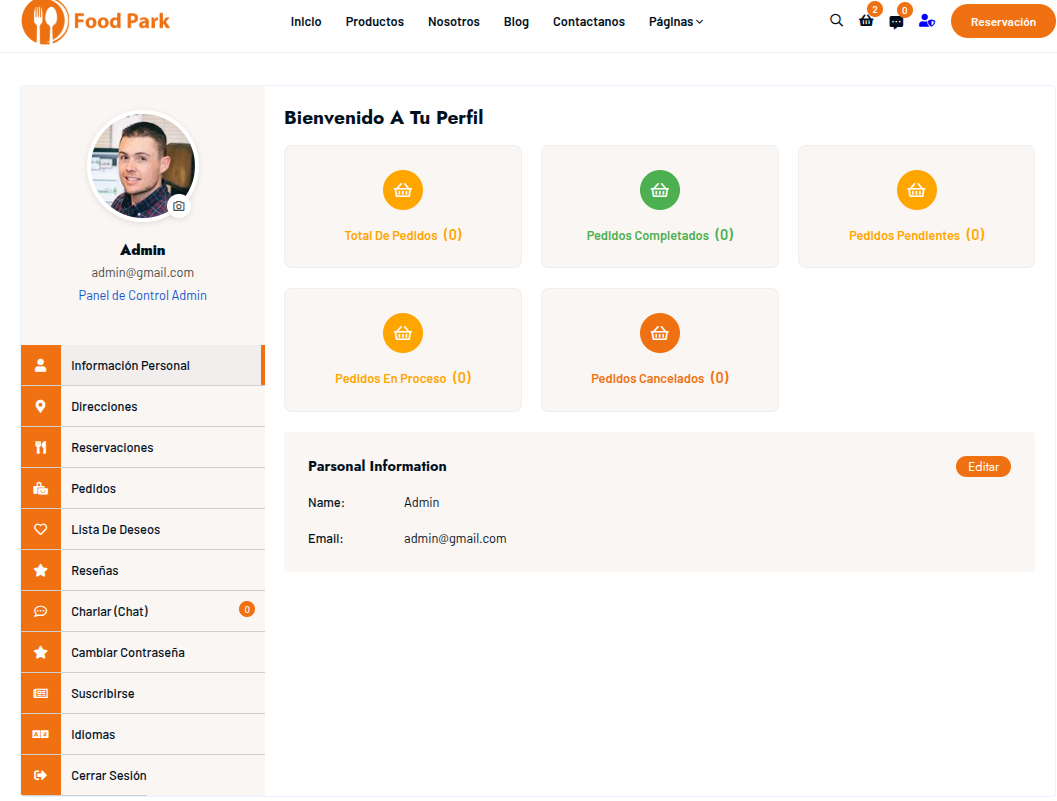 Food Park
Inicio Productos Nosotros Blog Contactanos Páginas
2
0
Reservación
Admin
admin@gmail.com
Panel de Control Admin
Información Personal
Direcciones
Reservaciones
Pedidos
Lista De Deseos
Reseñas
Charlar (Chat) 0
Cambiar Contraseña
Suscribirse
Idiomas
Cerrar Sesión
Bienvenido A Tu Perfil
Total De Pedidos (0)
Pedidos Completados (0)
Pedidos Pendientes (0)
Pedidos En Proceso (0)
Pedidos Cancelados (0)
Parsonal Information Editar
Name: Admin
Email: admin@gmail.com